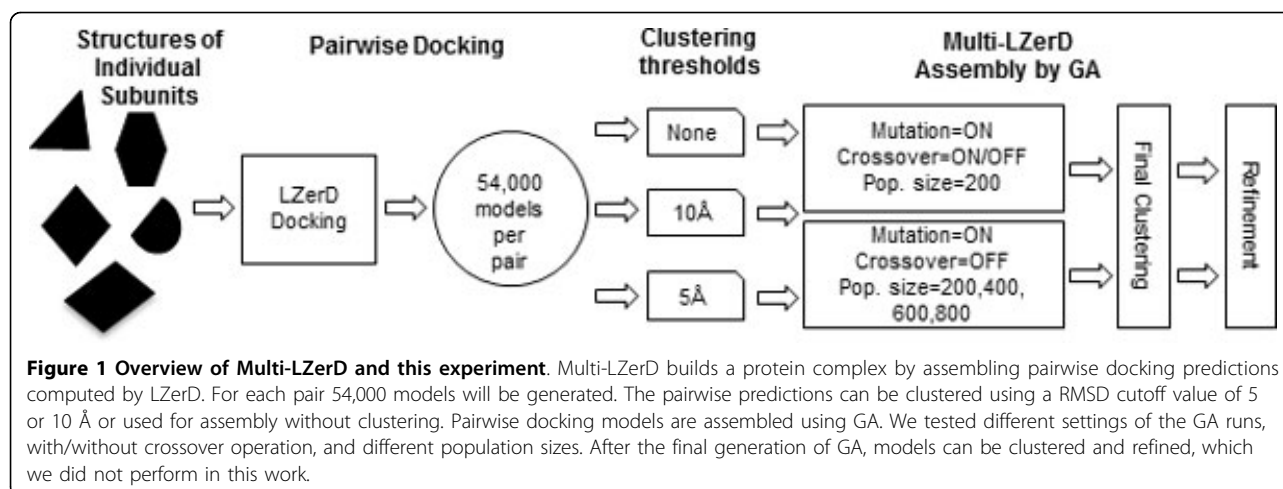 Structures of
Individual
Subunits
Pairwise Docking
Clustering
thresholds
Multi-LZerD
Assembly by GA
LZerD
Docking
54,000
models
per
pair
None
10Å
5Å
Mutation=ON
Crossover=ON/OFF
Pop. size=200
Mutation=ON
Crossover=OFF
Pop. size=200,400,
600,800
Final Clustering
Refinement
Figure 1 Overview of Multi-LZerD and this experiment. Multi-LZerD builds a protein complex by assembling pairwise docking predictions
computed by LZerD. For each pair 54,000 models will be generated. The pairwise predictions can be clustered using a RMSD cutoff value of 5
or 10 Å or used for assembly without clustering. Pairwise docking models are assembled using GA. We tested different settings of the GA runs,
with/without crossover operation, and different population sizes. After the final generation of GA, models can be clustered and refined, which
we did not perform in this work.